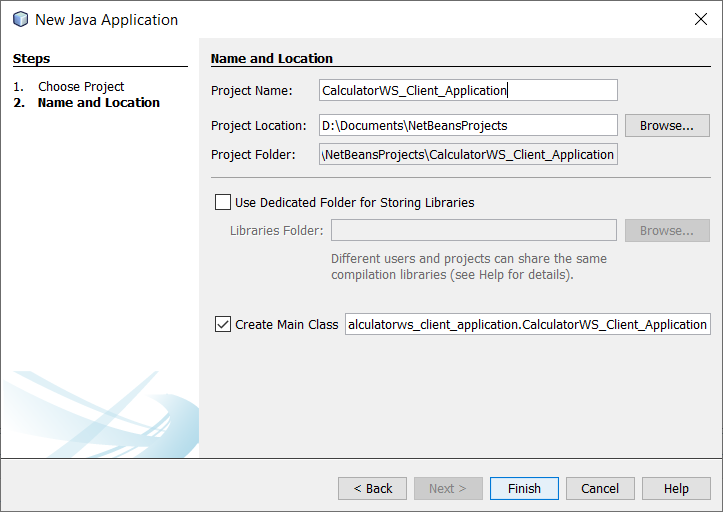 New Java Application
Steps
1. Choose Project
2. Name and Location
Name and Location
Project Name: CalculatorWS_Client_Application
Project Location: D:\Documents\NetBeansProjects Browse...
Project Folder: \NetBeansProjects\CalculatorWS_Client_Application
Use Dedicated Folder for Storing Libraries
Libraries Folder: Browse...
Different users and projects can share the same
compilation libraries (see Help for details).
Create Main Class alculatorws_client_application.CalculatorWS_Client_Application
< Back Next > Finish Cancel Help